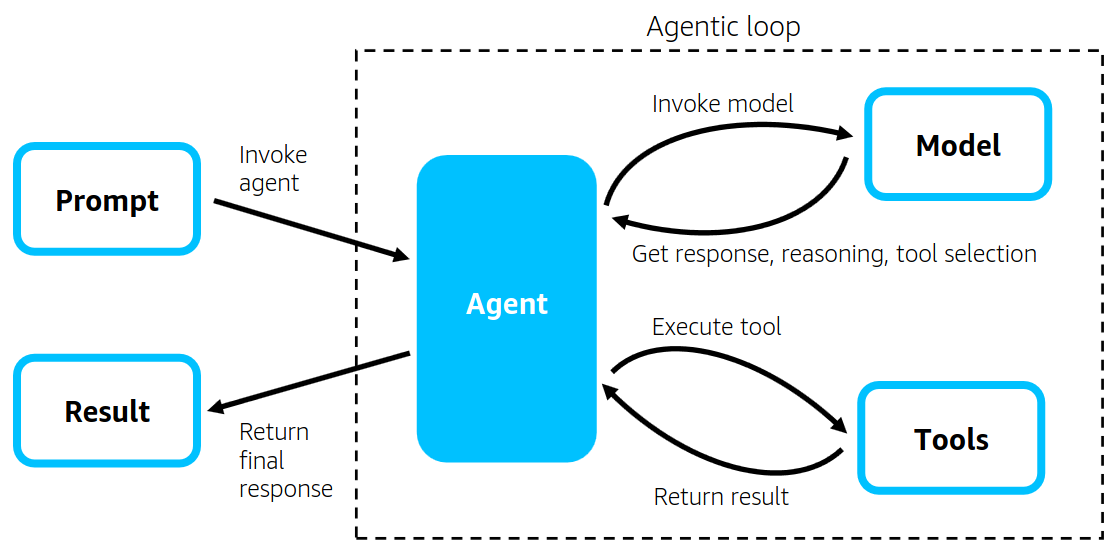 Agentic loop
Invoke model
Model
Invoke
agent
Prompt
Get response, reasoning, tool selection
Agent
Execute tool
Result
Tools
Return
final
response
Return result